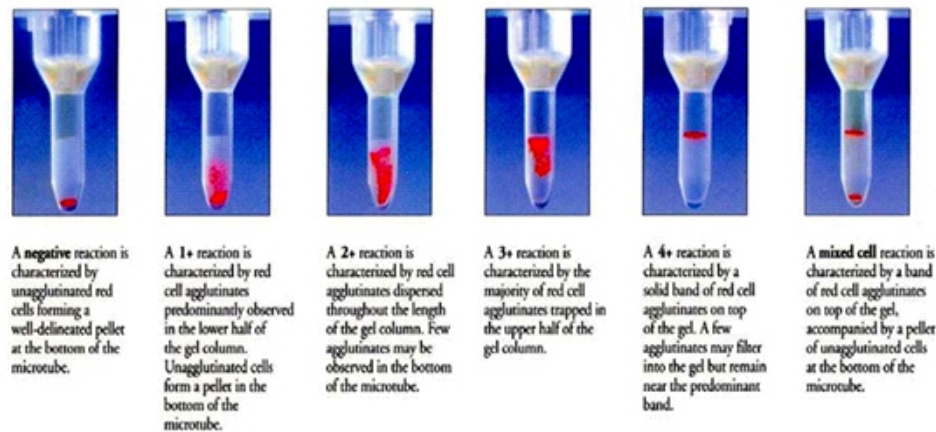 A negative reaction is
characterized by
unagglutinated red
cells forming a
well-delineated pellet
at the bottom of the
microtube.
A 1+ reaction is
characterized by red
cell agglutinates
predominantly observed
in the lower half of
the gel column.
Unagglutinated cells
form a pellet in the
bottom of the
microtube.
A 2+ reaction is
characterized by red cell
agglutinates dispersed
throughout the length
of the gel column. Few
agglutinates may be
observed in the bottom
of the microtube.
A 3+ reaction is
characterized by the
majority of red cell
agglutinates trapped in
the upper half of the
gel column.
A 4+ reaction is
characterized by a
solid band of red cell
agglutinates on top
of the gel. A few
agglutinates may filter
into the gel but remain
near the predominant
band.
A mixed cell reaction is
characterized by a band
of red cell agglutinates
on top of the gel,
accompanied by a pellet
of unagglutinated cells
at the bottom of the
microtube.